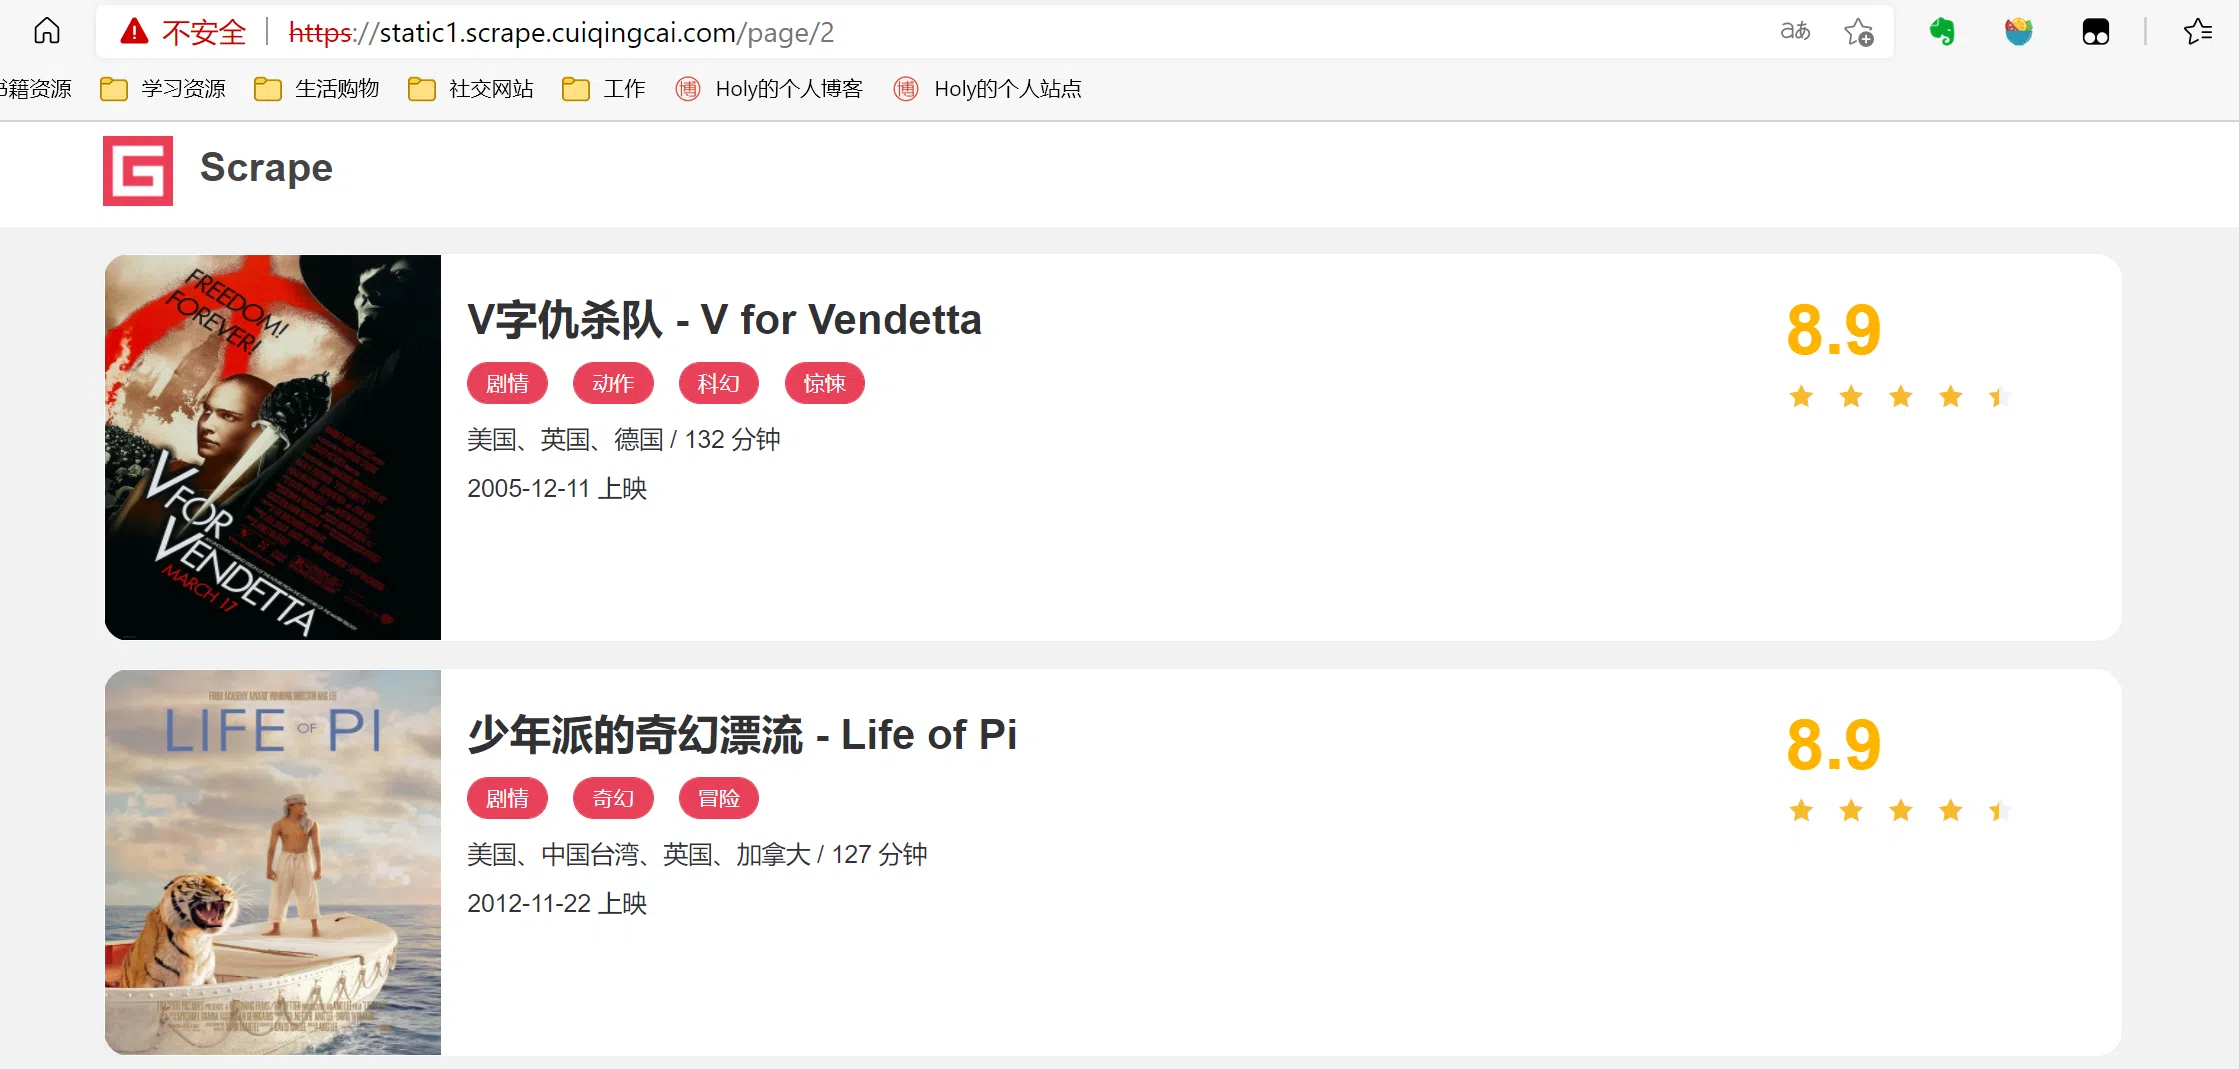 不安全 https://static1.scrape.cuiqingcai.com/page/2 aあ
书籍资源 学习资源 生活购物 社交网站 工作 博 Holy的个人博客 博 Holy的个人站点
Scrape
FREEDOM!
FOREVER!
V FOR
VENDETTA
MARCH 17
V字仇杀队 - V for Vendetta
剧情 动作 科幻 惊悚
美国、英国、德国 / 132 分钟
2005-12-11 上映
8.9
LIFE OF PI
少年派的奇幻漂流 - Life of Pi
剧情 奇幻 冒险
美国、中国台湾、英国、加拿大 / 127 分钟
2012-11-22 上映
8.9